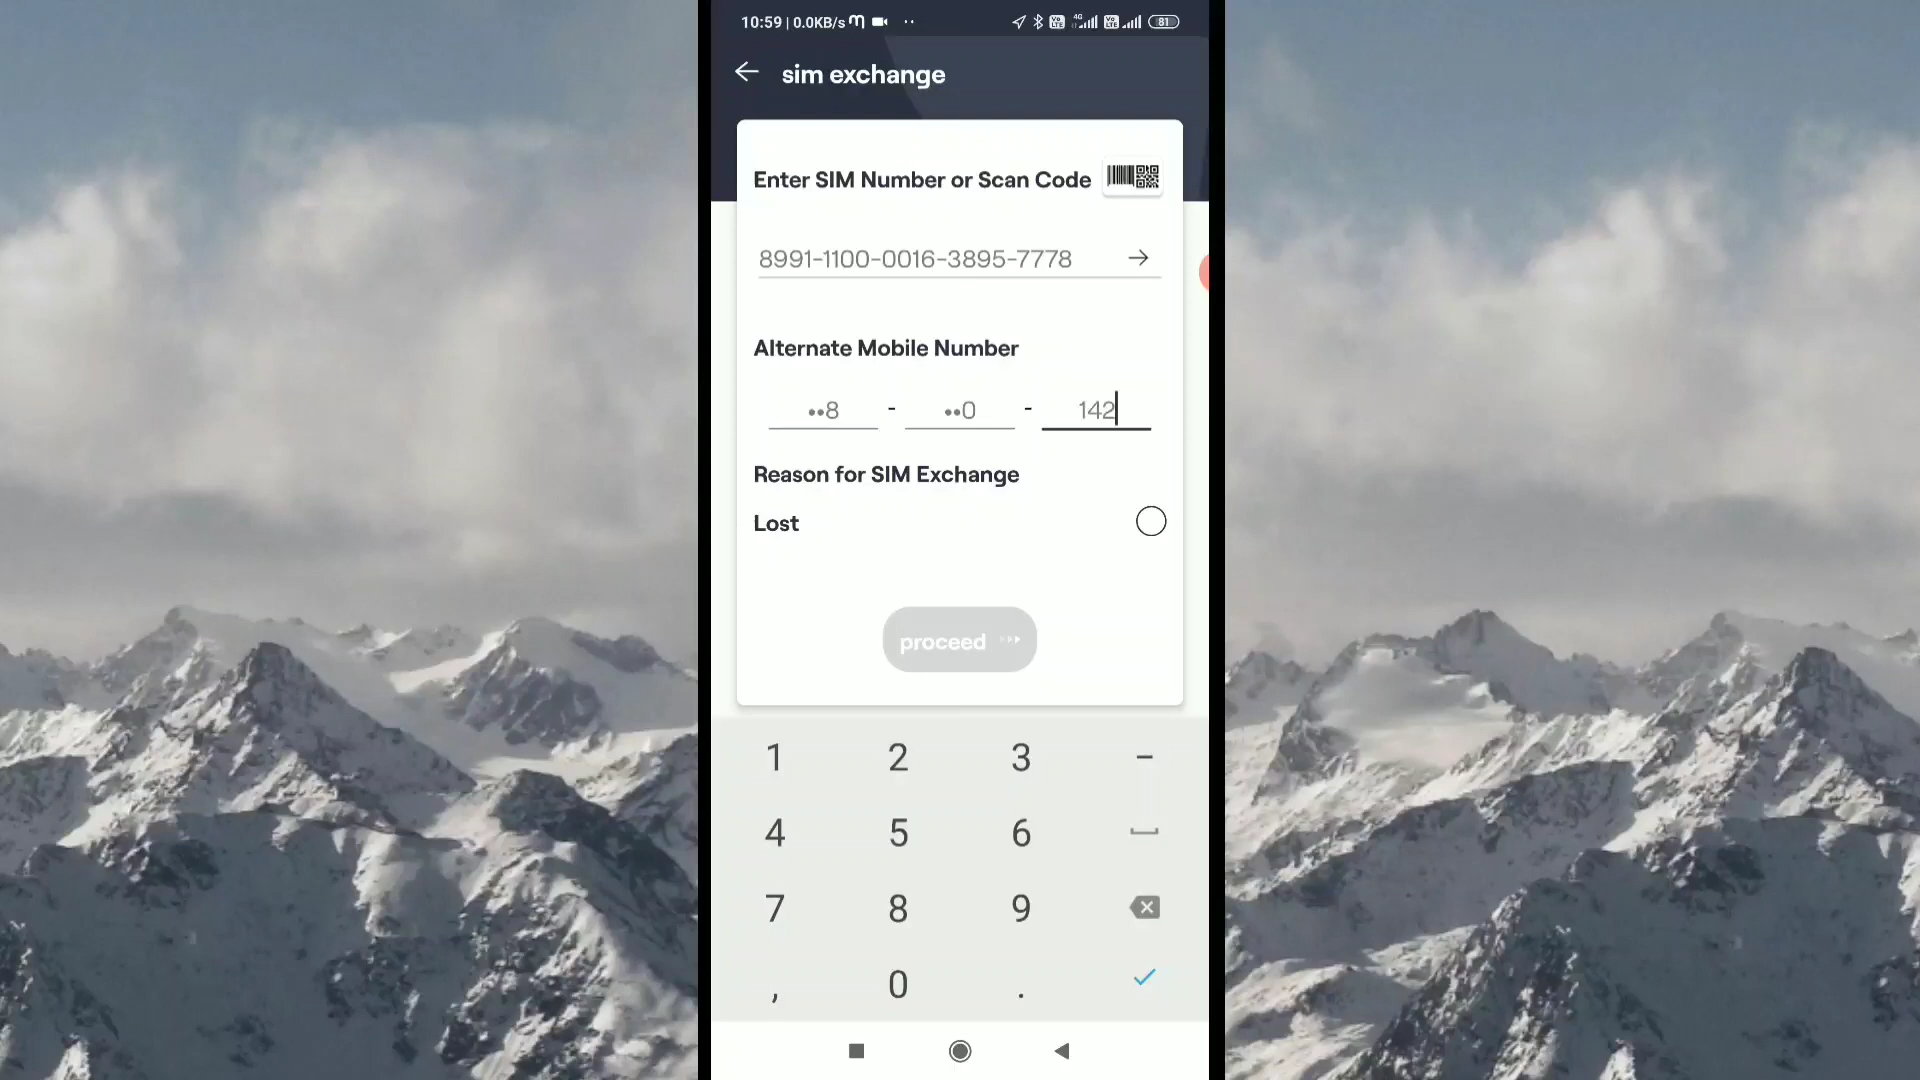 10:59 | 0.0KB/s
81
sim exchange
Enter SIM Number or Scan Code
8991-1100-0016-3895-7778
Alternate Mobile Number
••8 - ••0 - 142
Reason for SIM Exchange
Lost
proceed
1 2 3 -
4 5 6
7 8 9
, 0 .